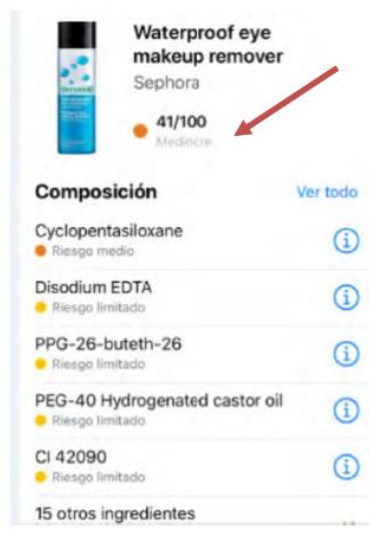 Waterproof eye
makeup remover
Sephora
41/100
Mediocre
Composición
Ver todo
Cyclopentasiloxane
Riesgo medio
Disodium EDTA
Riesgo limitado
PPG-26-buteth-26
Riesgo limitado
PEG-40 Hydrogenated castor oil
Riesgo limitado
CI 42090
Riesgo limitado
15 otros ingredientes